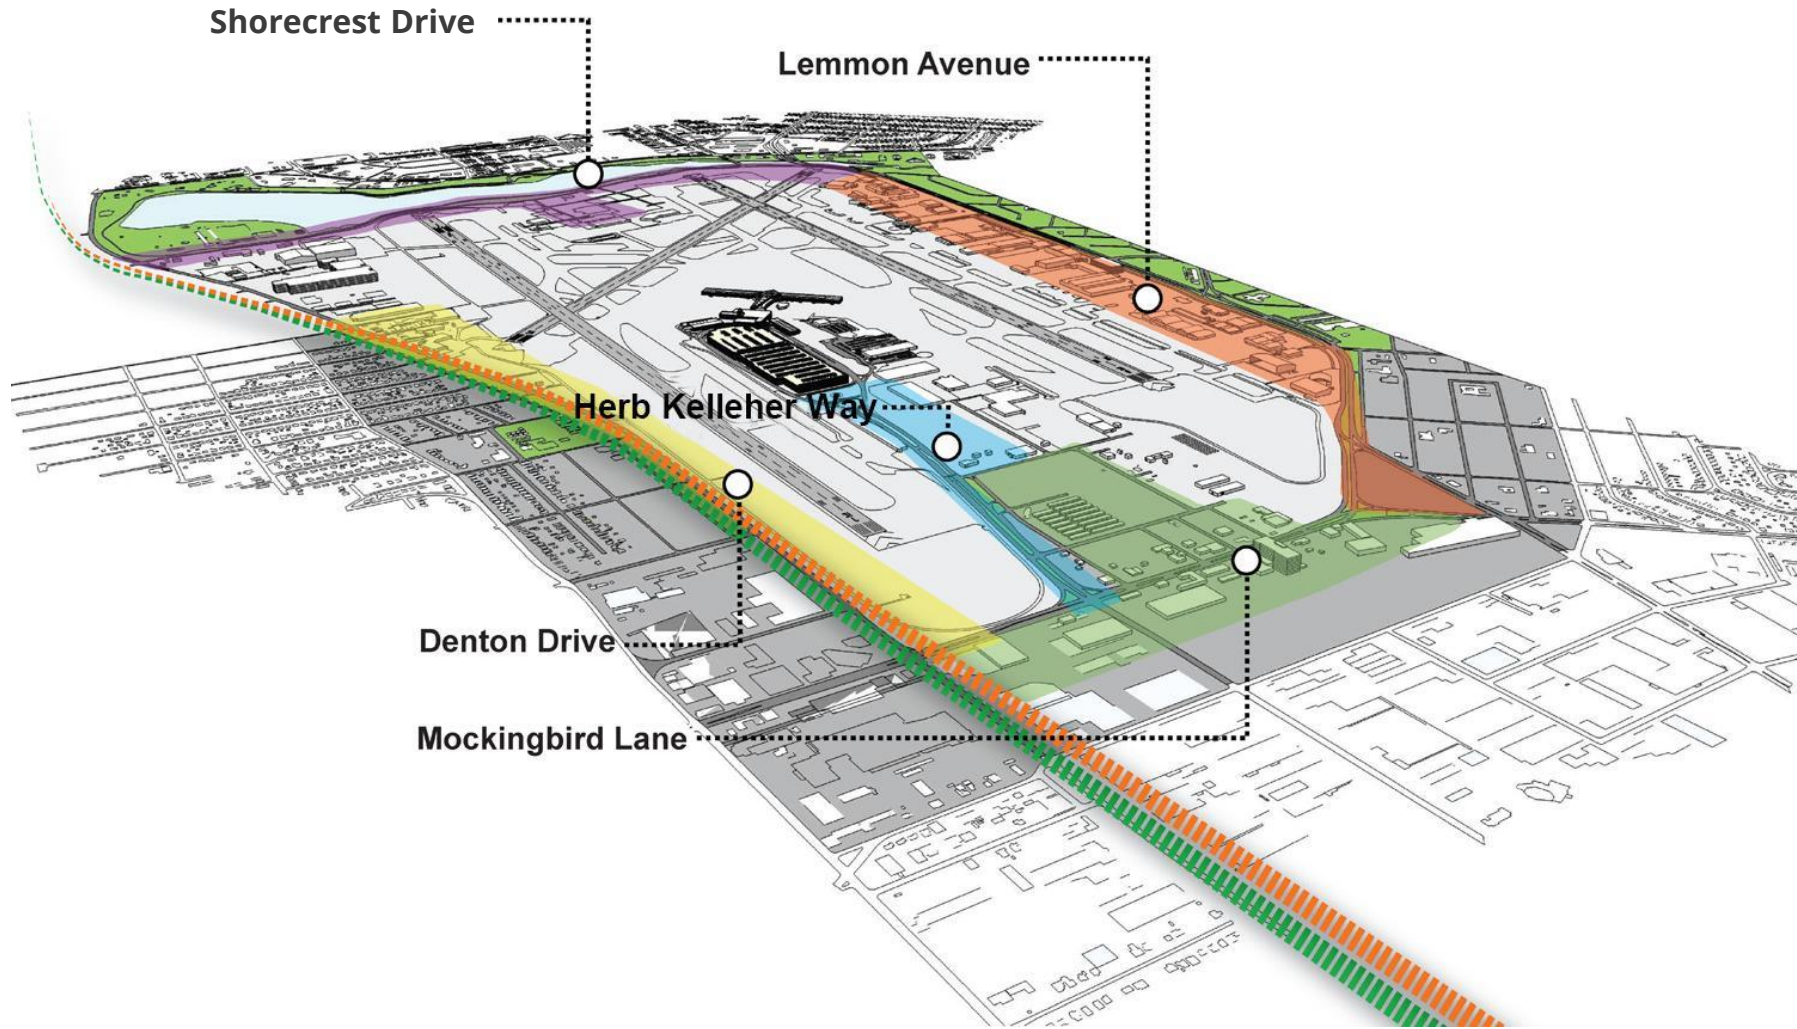 Shorecrest Drive
Lemmon Avenue
Herb Kelleher Way
Denton Drive
Mockingbird Lane